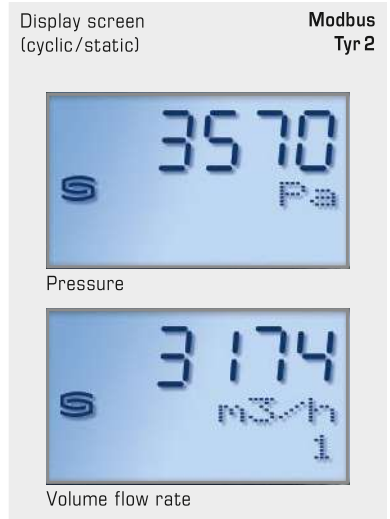 Display screen
(cyclic/static)
Modbus
Tyr 2
3570
Pa
Pressure
3174
m3/h
1
Volume flow rate